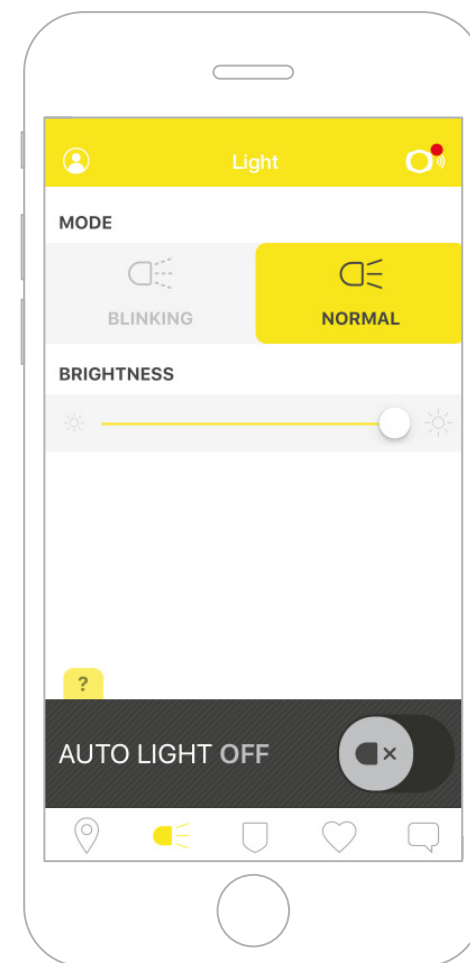 Light
MODE
BLINKING
NORMAL
BRIGHTNESS
?
AUTO LIGHT OFF